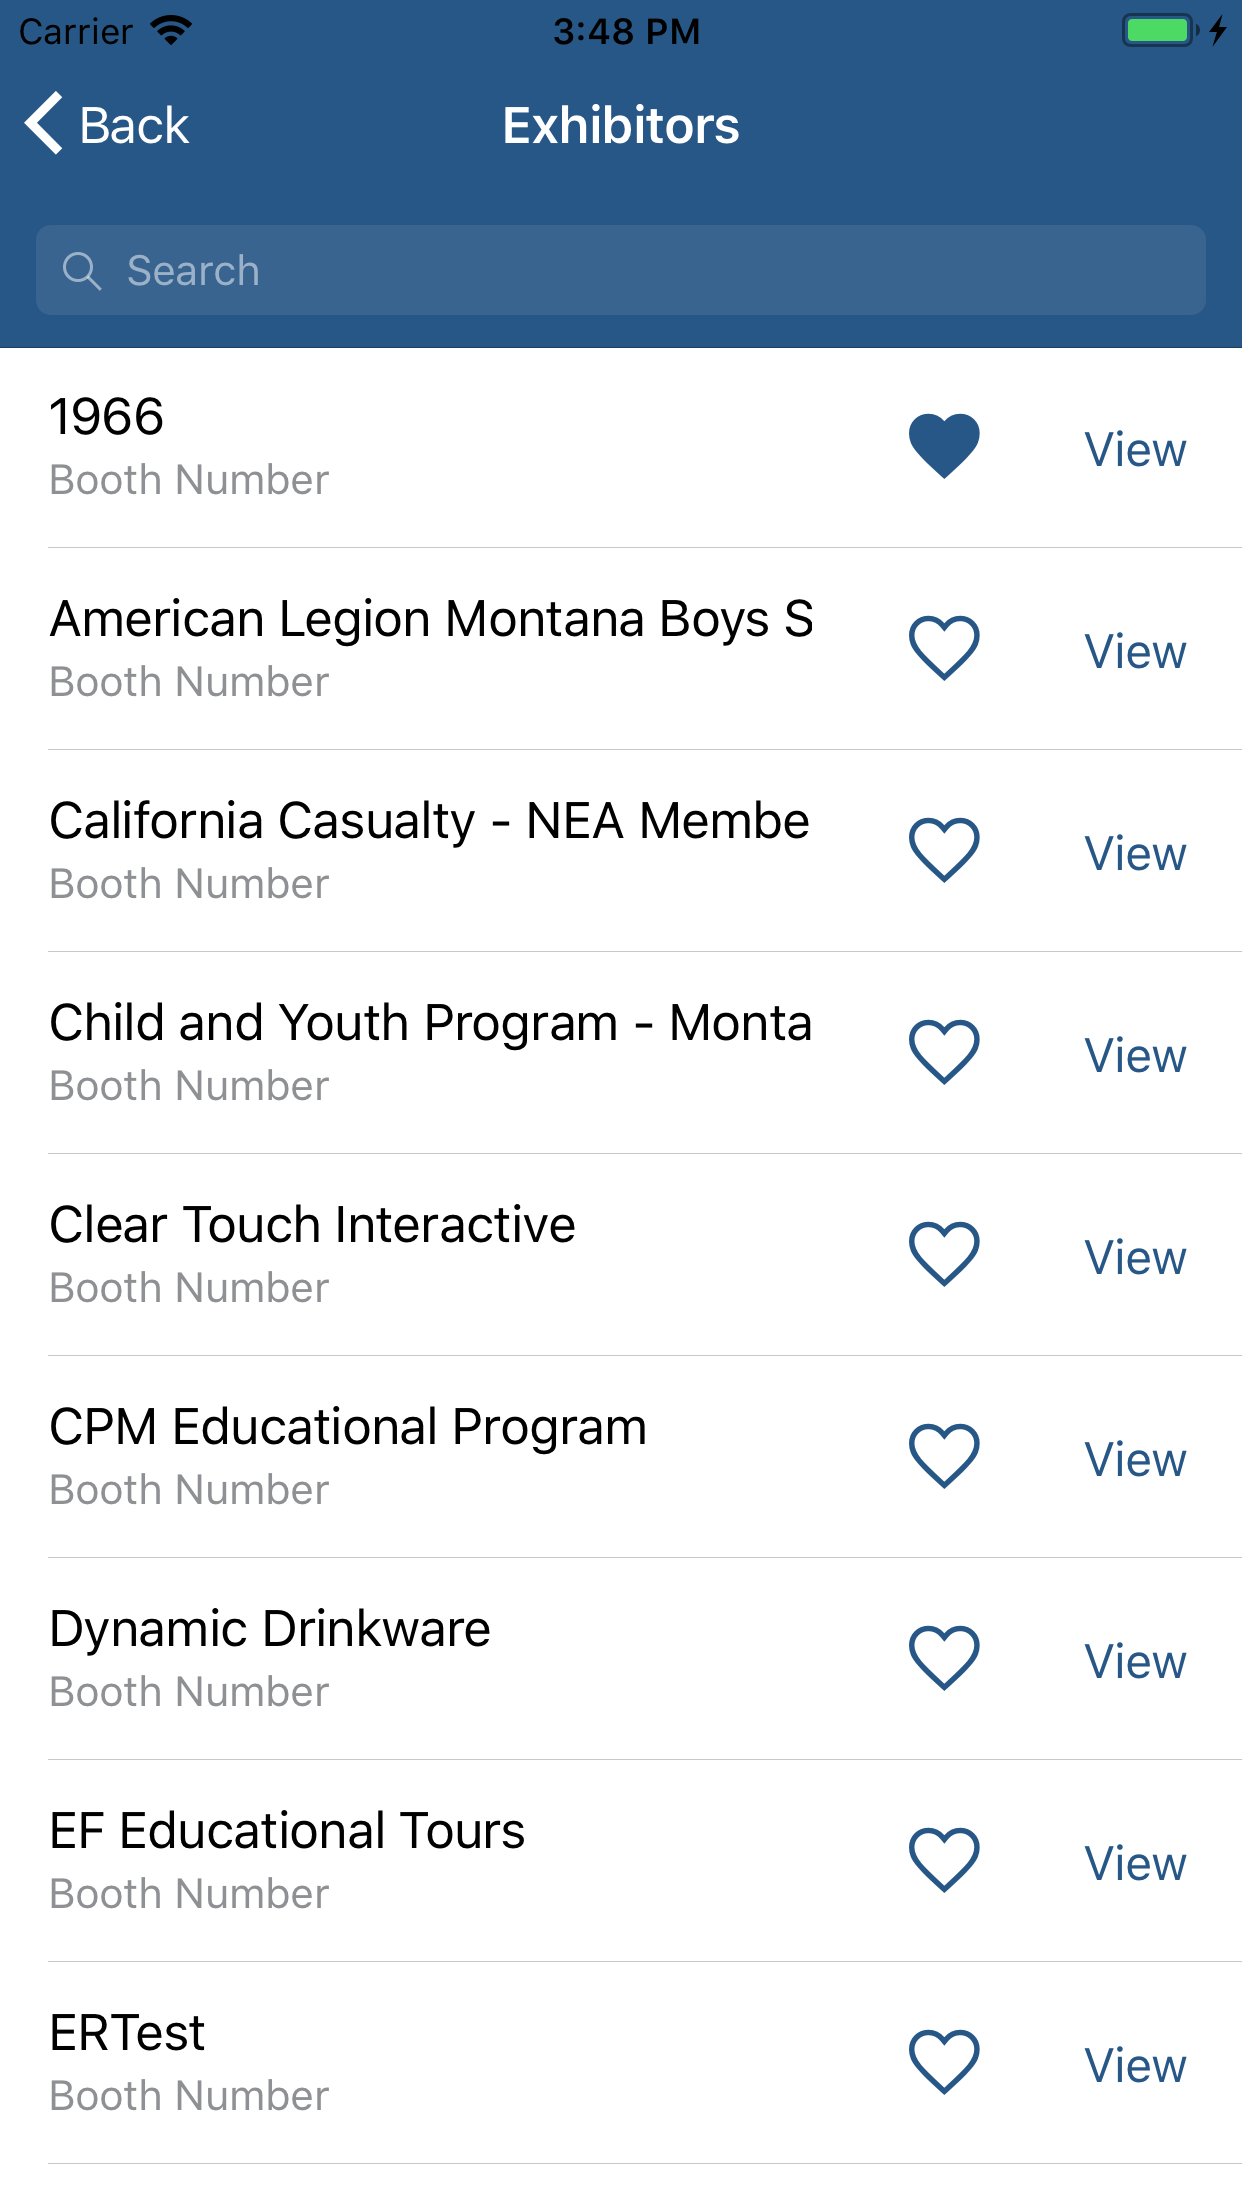 Carrier 3:48 PM
Back Exhibitors
Search
1966
Booth Number
View
American Legion Montana Boys S
Booth Number
View
California Casualty - NEA Membe
Booth Number
View
Child and Youth Program - Monta
Booth Number
View
Clear Touch Interactive
Booth Number
View
CPM Educational Program
Booth Number
View
Dynamic Drinkware
Booth Number
View
EF Educational Tours
Booth Number
View
ERTest
Booth Number
View